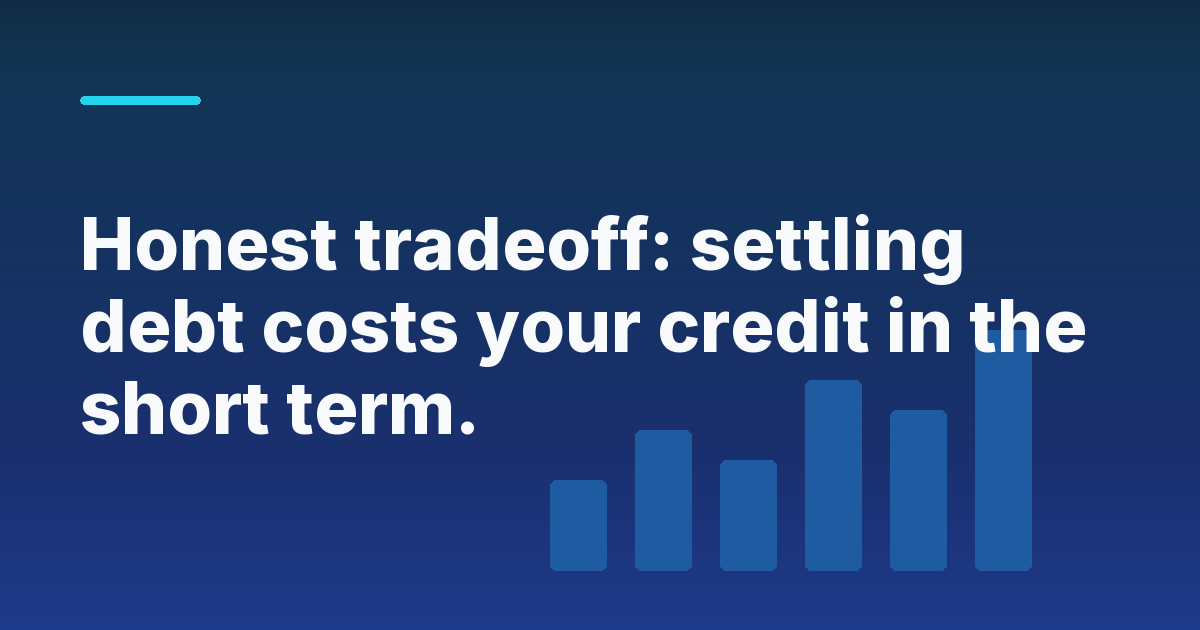 Honest tradeoff: settling
debt costs your credit in the
short term.